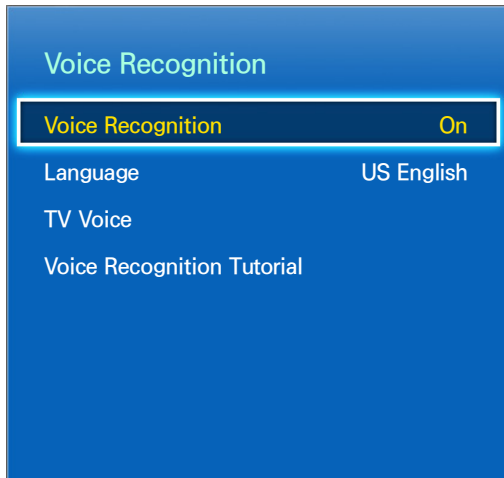 Voice Recognition
Voice Recognition On
Language US English
TV Voice
Voice Recognition Tutorial